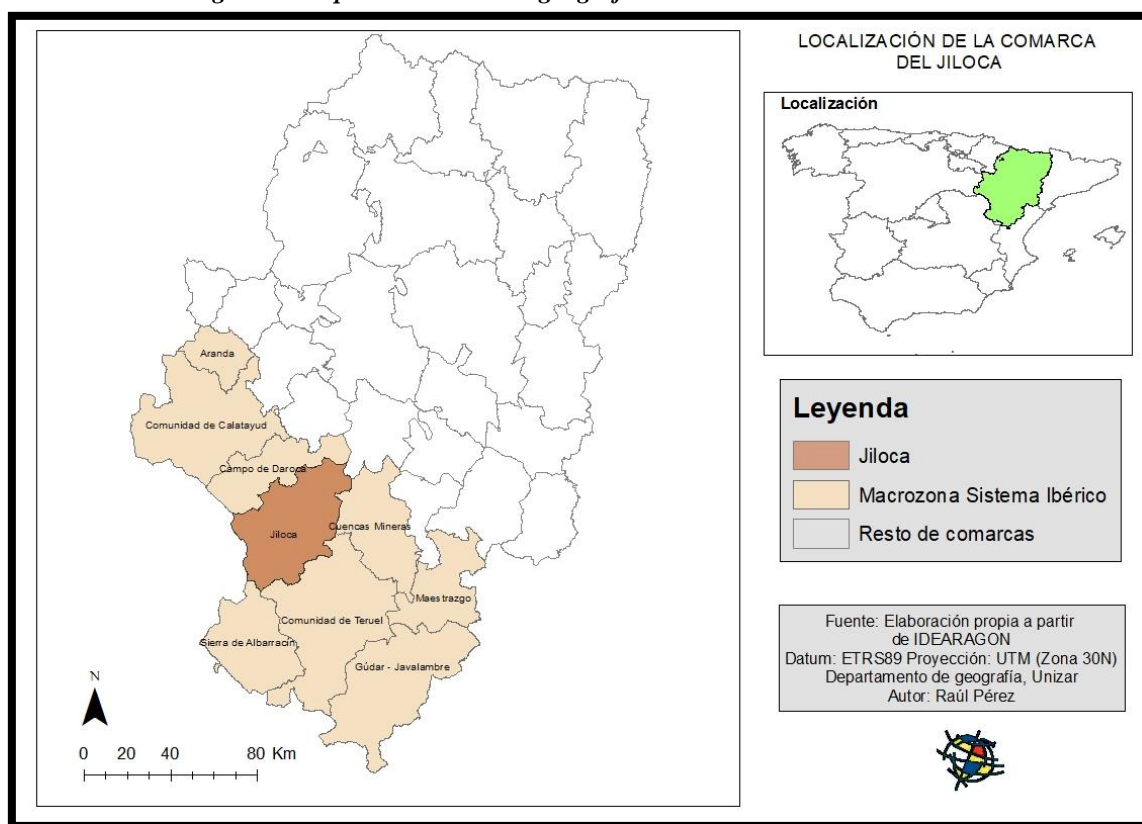 LOCALIZACIÓN DE LA COMARCA
DEL JILOCA
Localización
Aranda
Comunidad de Calatayud
Campo de Daroca
Jiloca
Cuencas Mineras
Maestrazgo
Comunidad de Teruel
Sierra de Albarracín
Gúdar - Javalambre
N
0 20 40 80 Km
Leyenda
Jiloca
Macrozona Sistema Ibérico
Resto de comarcas
Fuente: Elaboración propia a partir
de IDEARAGON
Datum: ETRS89 Proyección: UTM (Zona 30N)
Departamento de geografía, Unizar
Autor: Raúl Pérez